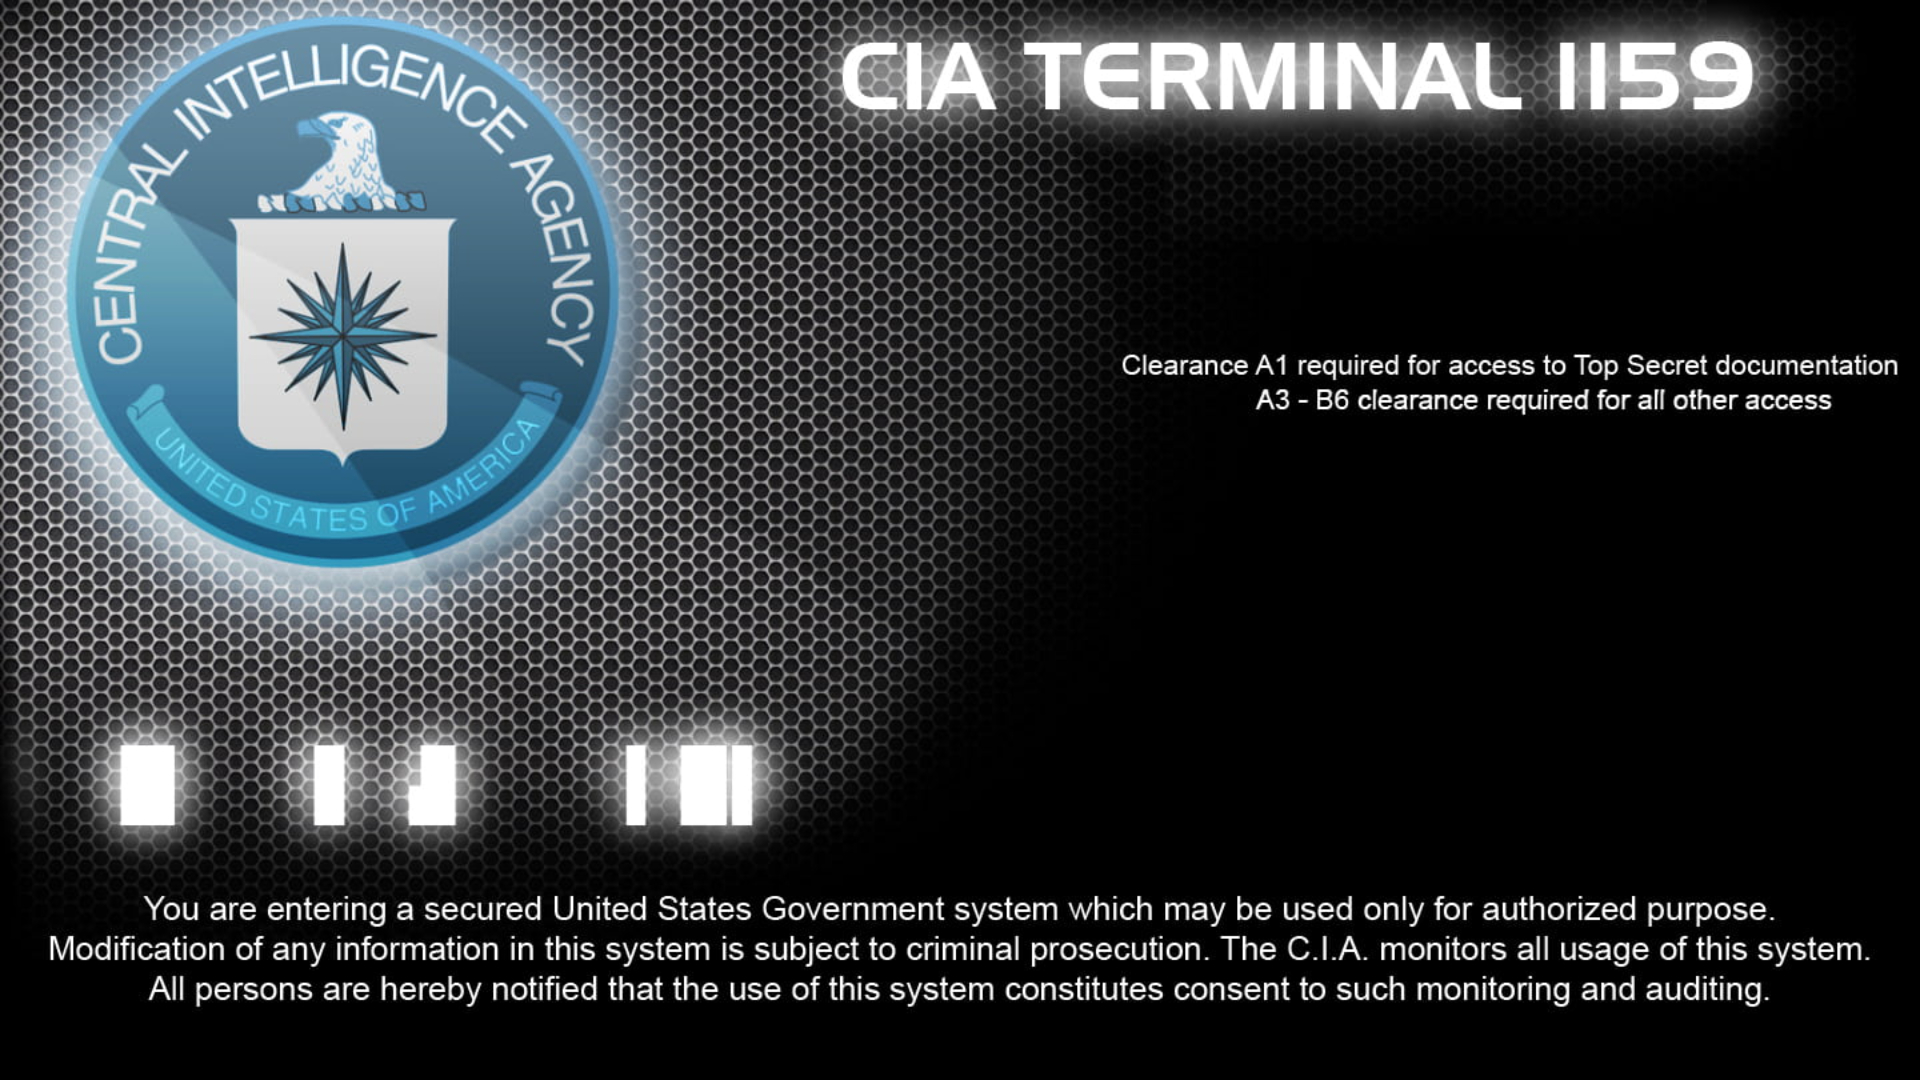 CENTRAL INTELLIGENCE AGENCY
UNITED STATES OF AMERICA
CIA TERMINAL 1159
Clearance A1 required for access to Top Secret documentation
A3 - B6 clearance required for all other access
You are entering a secured United States Government system which may be used only for authorized purpose.
Modification of any information in this system is subject to criminal prosecution. The C.I.A. monitors all usage of this system.
All persons are hereby notified that the use of this system constitutes consent to such monitoring and auditing.